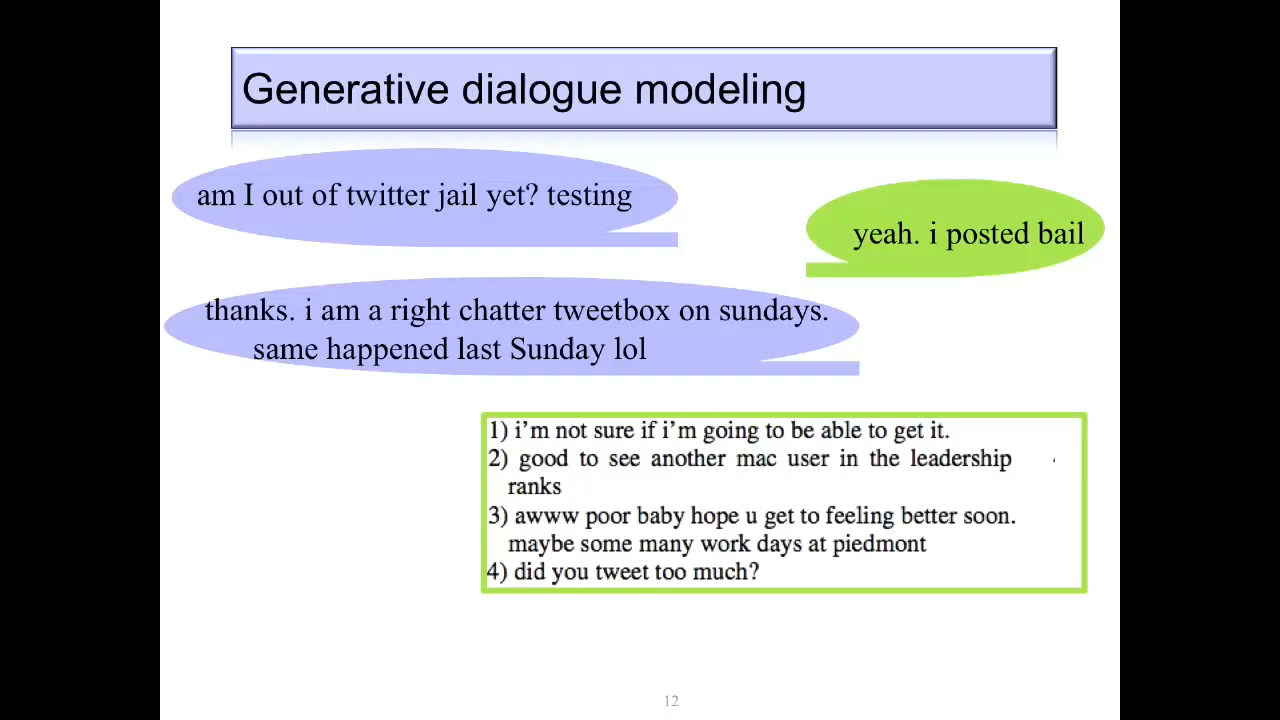 Generative dialogue modeling
am I out of twitter jail yet? testing
yeah. i posted bail
thanks. i am a right chatter tweetbox on sundays.
same happened last Sunday lol
1) i'm not sure if i'm going to be able to get it.
2) good to see another mac user in the leadership
ranks
3) awww poor baby hope u get to feeling better soon.
maybe some many work days at piedmont
4) did you tweet too much?
12